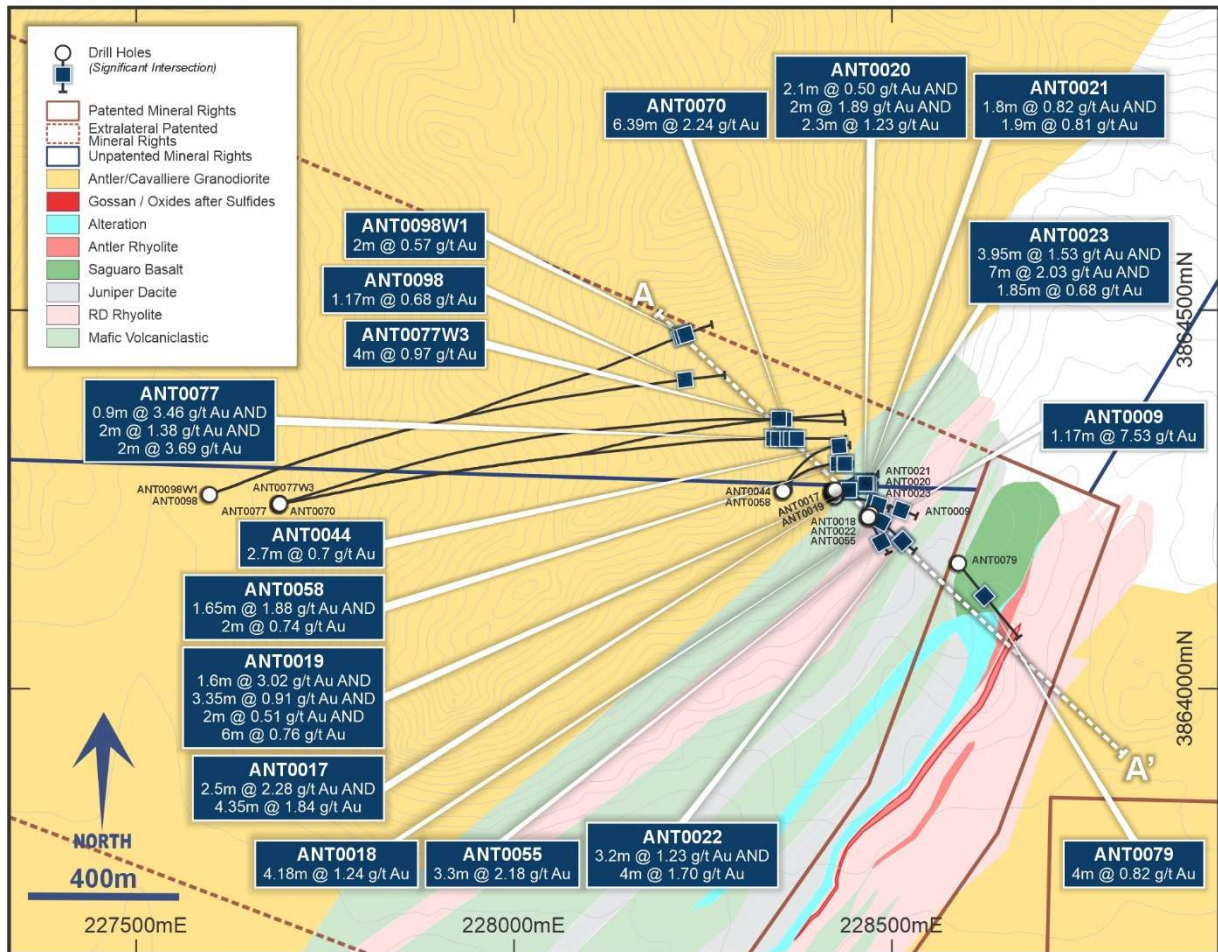 Drill Holes
(Significant Intersection)
Patented Mineral Rights
Extralateral Patented
Mineral Rights
Unpatented Mineral Rights
Antler/Cavalliere Granodiorite
Gossan / Oxides after Sulfides
Alteration
Antler Rhyolite
Saguaro Basalt
Juniper Dacite
RD Rhyolite
Mafic Volcaniclastic
ANT0070
6.39m @ 2.24 g/t Au
ANT0020
2.1m @ 0.50 g/t Au AND
2m @ 1.89 g/t Au AND
2.3m @ 1.23 g/t Au
ANT0021
1.8m @ 0.82 g/t Au AND
1.9m @ 0.81 g/t Au
ANT0098W1
2m @ 0.57 g/t Au
ANT0098
1.17m @ 0.68 g/t Au
ANT0077W3
4m @ 0.97 g/t Au
ANT0023
3.95m @ 1.53 g/t Au AND
7m @ 2.03 g/t Au AND
1.85m @ 0.68 g/t Au
ANT0077
0.9m @ 3.46 g/t Au AND
2m @ 1.38 g/t Au AND
2m @ 3.69 g/t Au
ANT0009
1.17m @ 7.53 g/t Au
A
3864500mN
ANT0098W1
ANT0098
ANT0077W3
ANT0077
ANT0070
ANT0044
ANT0058
ANT0017
ANT0019
ANT0021
ANT0020
ANT0023
ANT0009
ANT0018
ANT0022
ANT0055
ANT0079
ANT0044
2.7m @ 0.7 g/t Au
ANT0058
1.65m @ 1.88 g/t Au AND
2m @ 0.74 g/t Au
ANT0019
1.6m @ 3.02 g/t Au AND
3.35m @ 0.91 g/t Au AND
2m @ 0.51 g/t Au AND
6m @ 0.76 g/t Au
ANT0017
2.5m @ 2.28 g/t Au AND
4.35m @ 1.84 g/t Au
3864000mN
A'
NORTH
400m
ANT0018
4.18m @ 1.24 g/t Au
ANT0055
3.3m @ 2.18 g/t Au
ANT0022
3.2m @ 1.23 g/t Au AND
4m @ 1.70 g/t Au
ANT0079
4m @ 0.82 g/t Au
227500mE
228000mE
228500mE